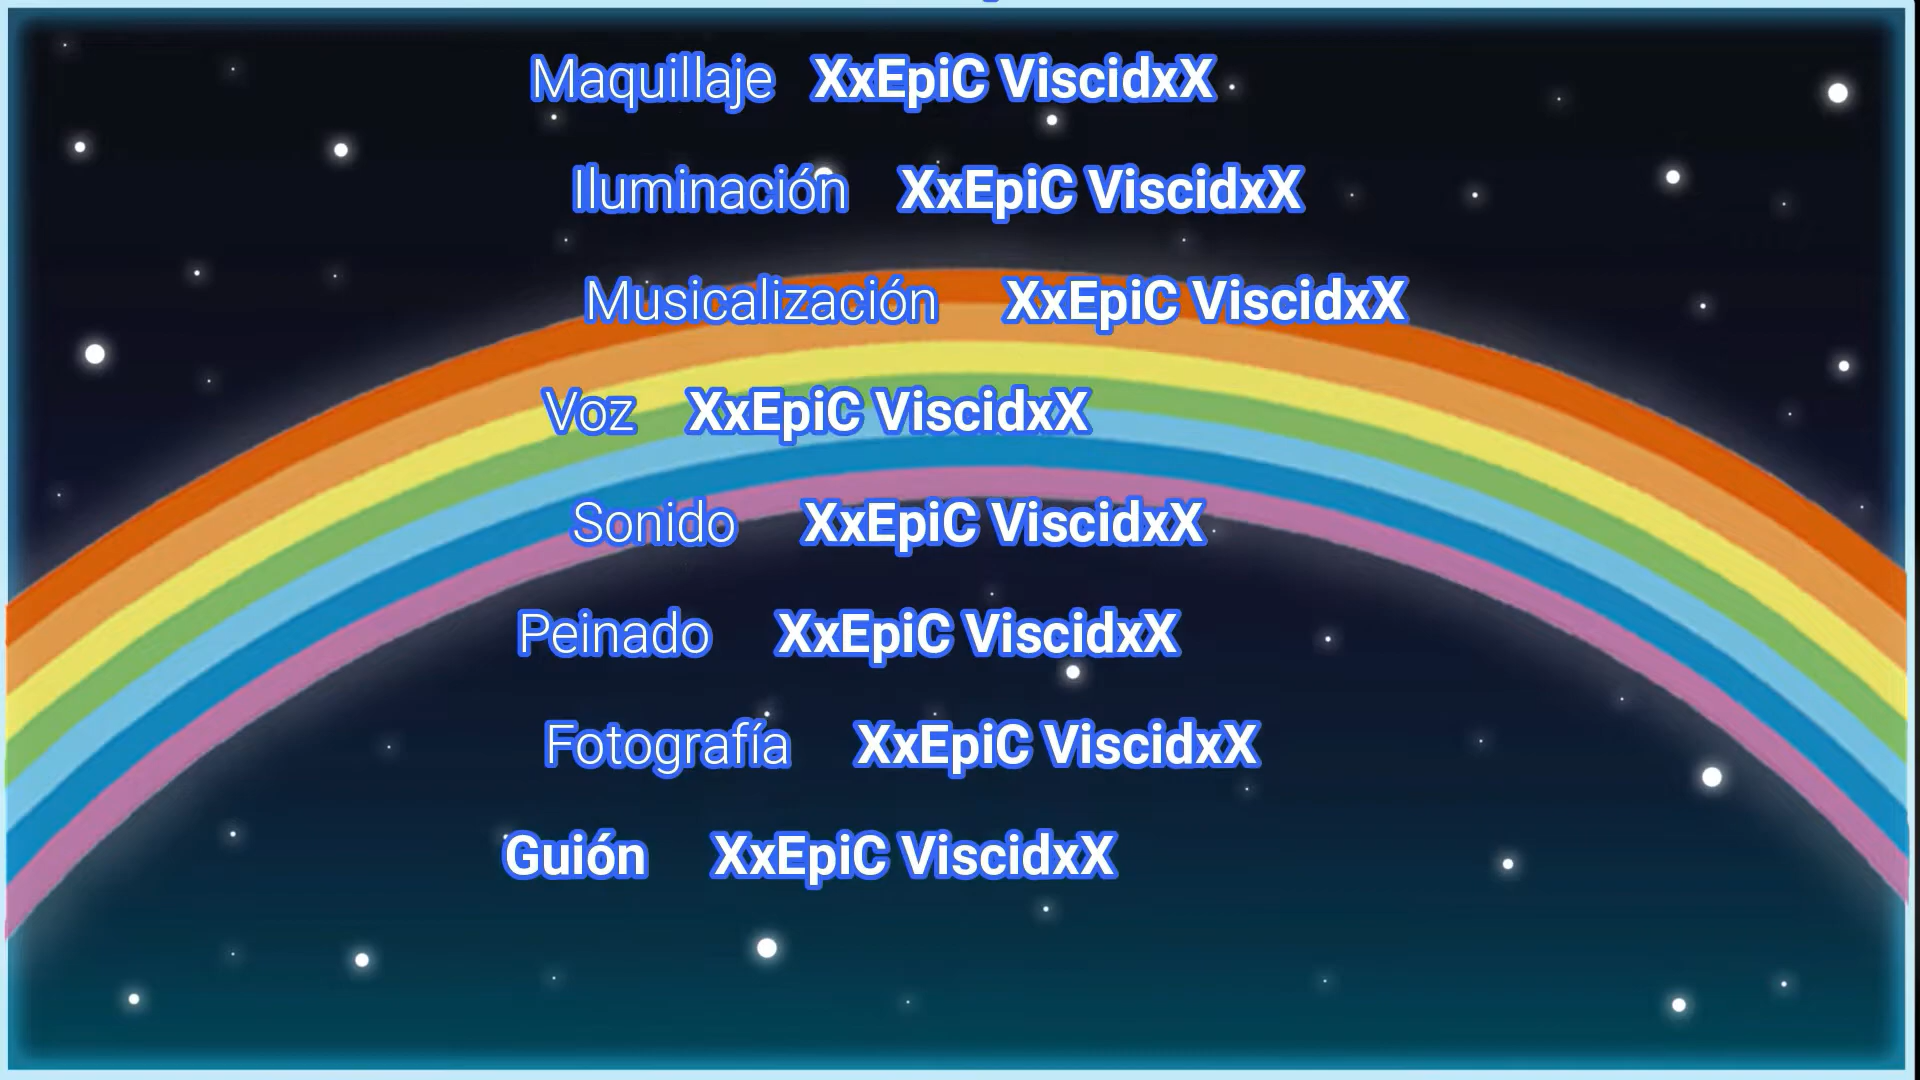 Maquillaje XxEpiC ViscidxX
Iluminación XxEpiC ViscidxX
Musicalización XxEpiC ViscidxX
Voz XxEpiC ViscidxX
Sonido XxEpiC ViscidxX
Peinado XxEpiC ViscidxX
Fotografía XxEpiC ViscidxX
Guión XxEpiC ViscidxX